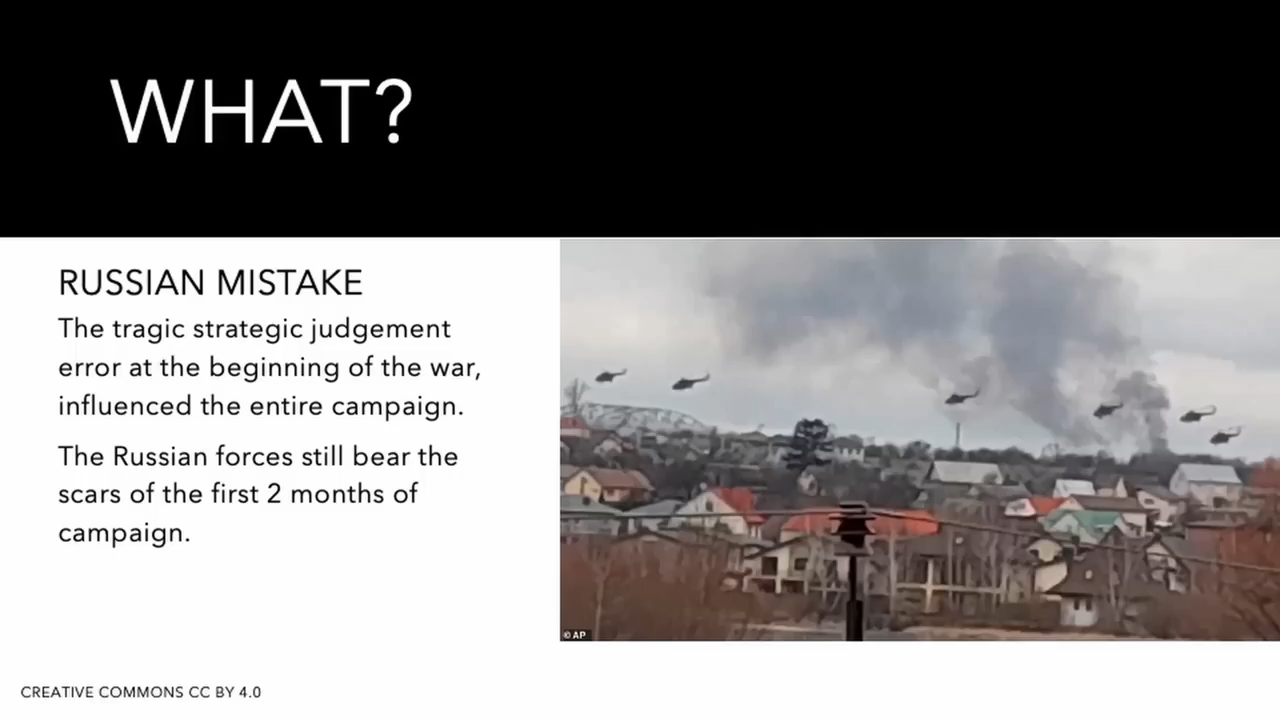 WHAT?
RUSSIAN MISTAKE
The tragic strategic judgement
error at the beginning of the war,
influenced the entire campaign.
The Russian forces still bear the
scars of the first 2 months of
campaign.
© AP
CREATIVE COMMONS CC BY 4.0